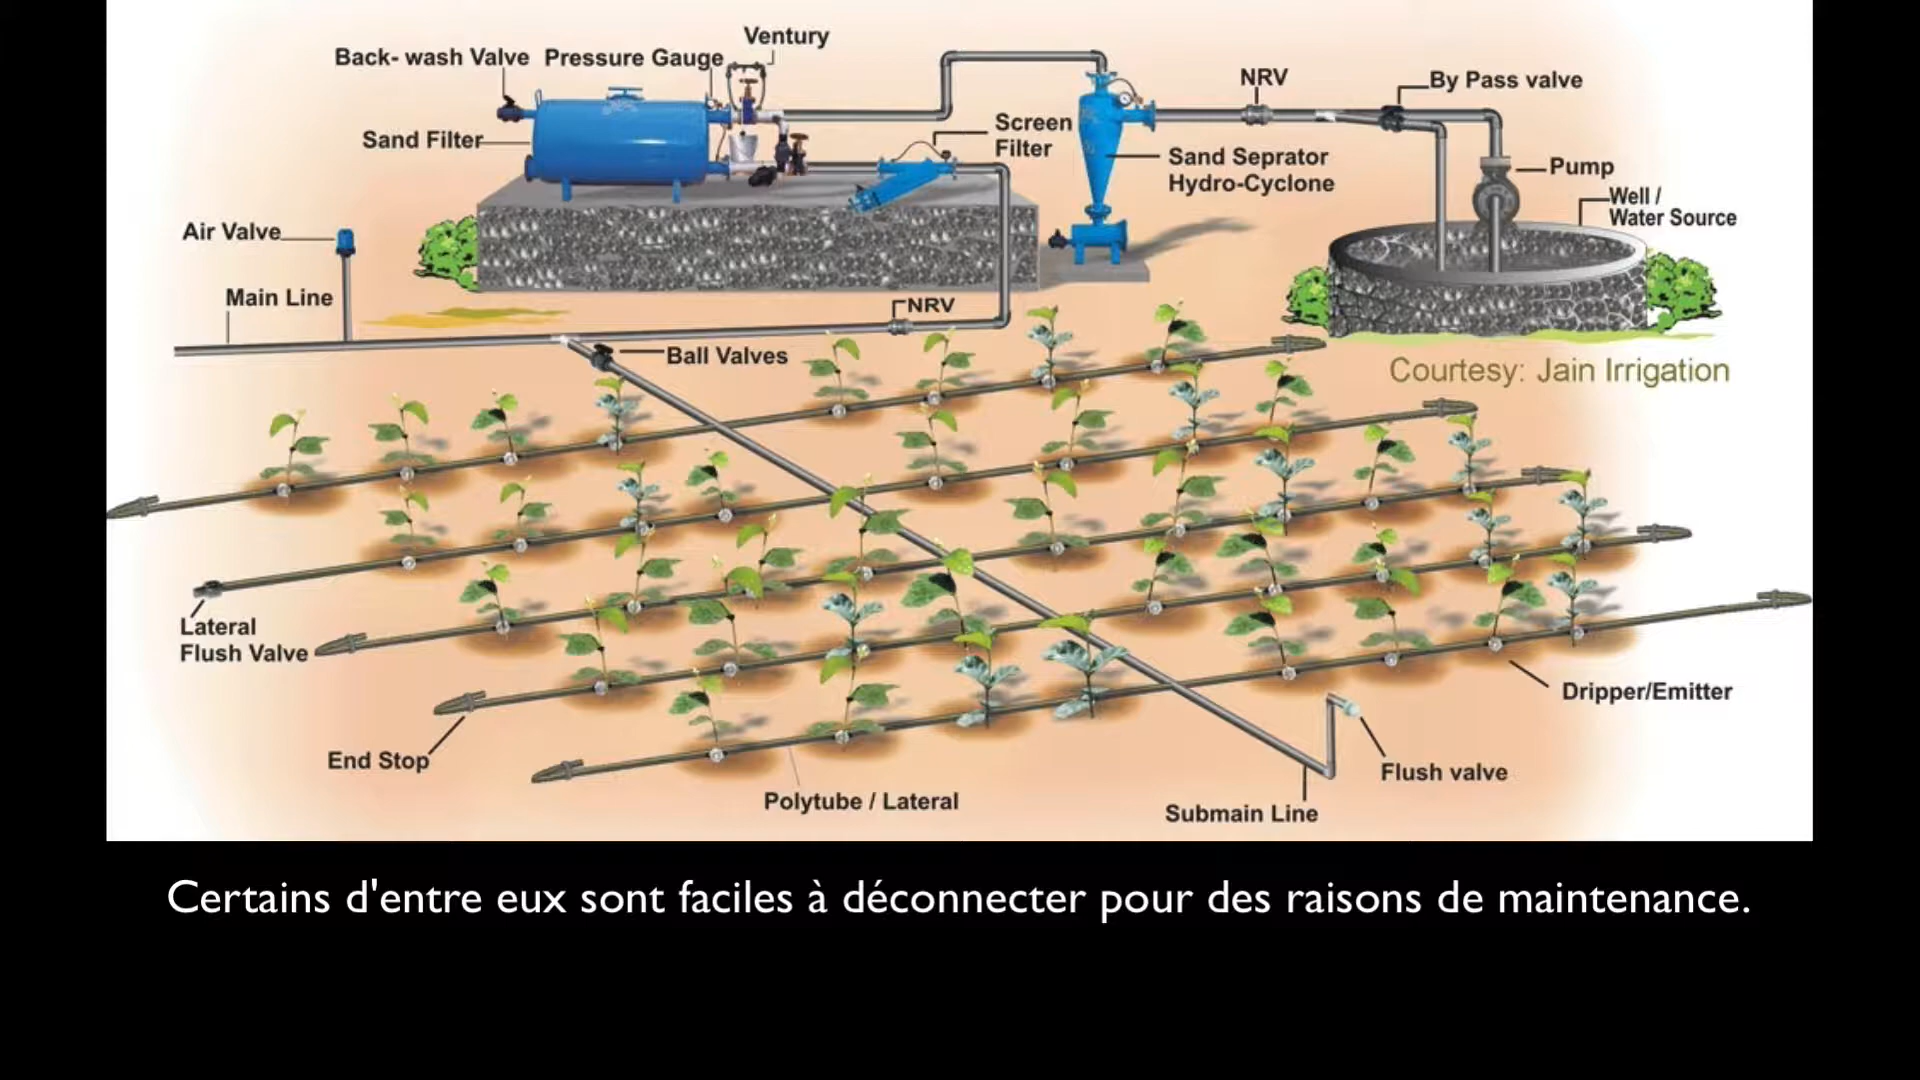 Ventury
Back- wash Valve
Pressure Gauge
NRV
By Pass valve
Sand Filter
Screen
Filter
Sand Seprator
Hydro-Cyclone
Pump
Well /
Water Source
Air Valve
Main Line
NRV
Ball Valves
Courtesy: Jain Irrigation
Lateral
Flush Valve
Dripper/Emitter
End Stop
Flush valve
Polytube / Lateral
Submain Line
Certains d'entre eux sont faciles à déconnecter pour des raisons de maintenance.